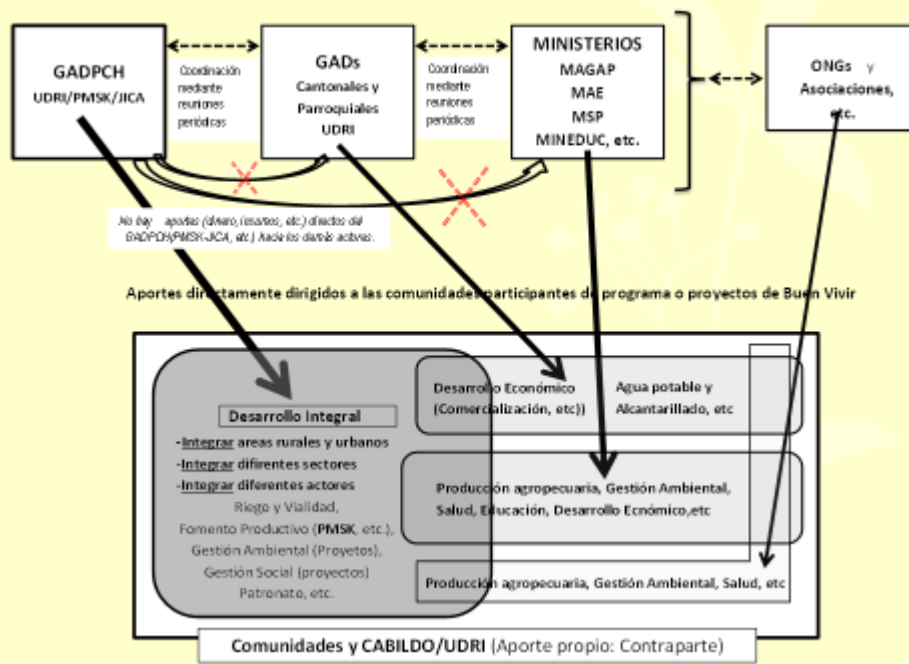 GADPCH
UDRI/PMSK/JICA
Coordinación
mediante
reuniones
periódicas
GADs
Cantonales y
Parroquiales
UDRI
Coordinación
mediante
reuniones
periódicas
MINISTERIOS
MAGAP
MAE
MSP
MINEDUC, etc.
ONGs y
Asociaciones,
etc.
No hay aportes (dinero, insumos, etc.) directos del
GADPCH/PMSK-JICA, etc.) hacia los demás actores.
Aportes directamente dirigidos a las comunidades participantes de programa o proyectos de Buen Vivir
Desarrollo Integral
-Integrar areas rurales y urbanos
-Integrar difirentes sectores
-Integrar diferentes actores
Riego y Vialidad,
Fomento Productivo (PMSK, etc.),
Gestión Ambiental (Proyetos),
Gestión Social (proyectos)
Patronato, etc.
Desarrollo Económico
(Comercialización, etc))
Agua potable y
Alcantarillado, etc
Producción agropecuaria, Gestión Ambiental,
Salud, Educación, Desarrollo Ecnómico,etc
Producción agropecuaria, Gestión Ambiental, Salud, etc
Comunidades y CABILDO/UDRI (Aporte propio: Contraparte)